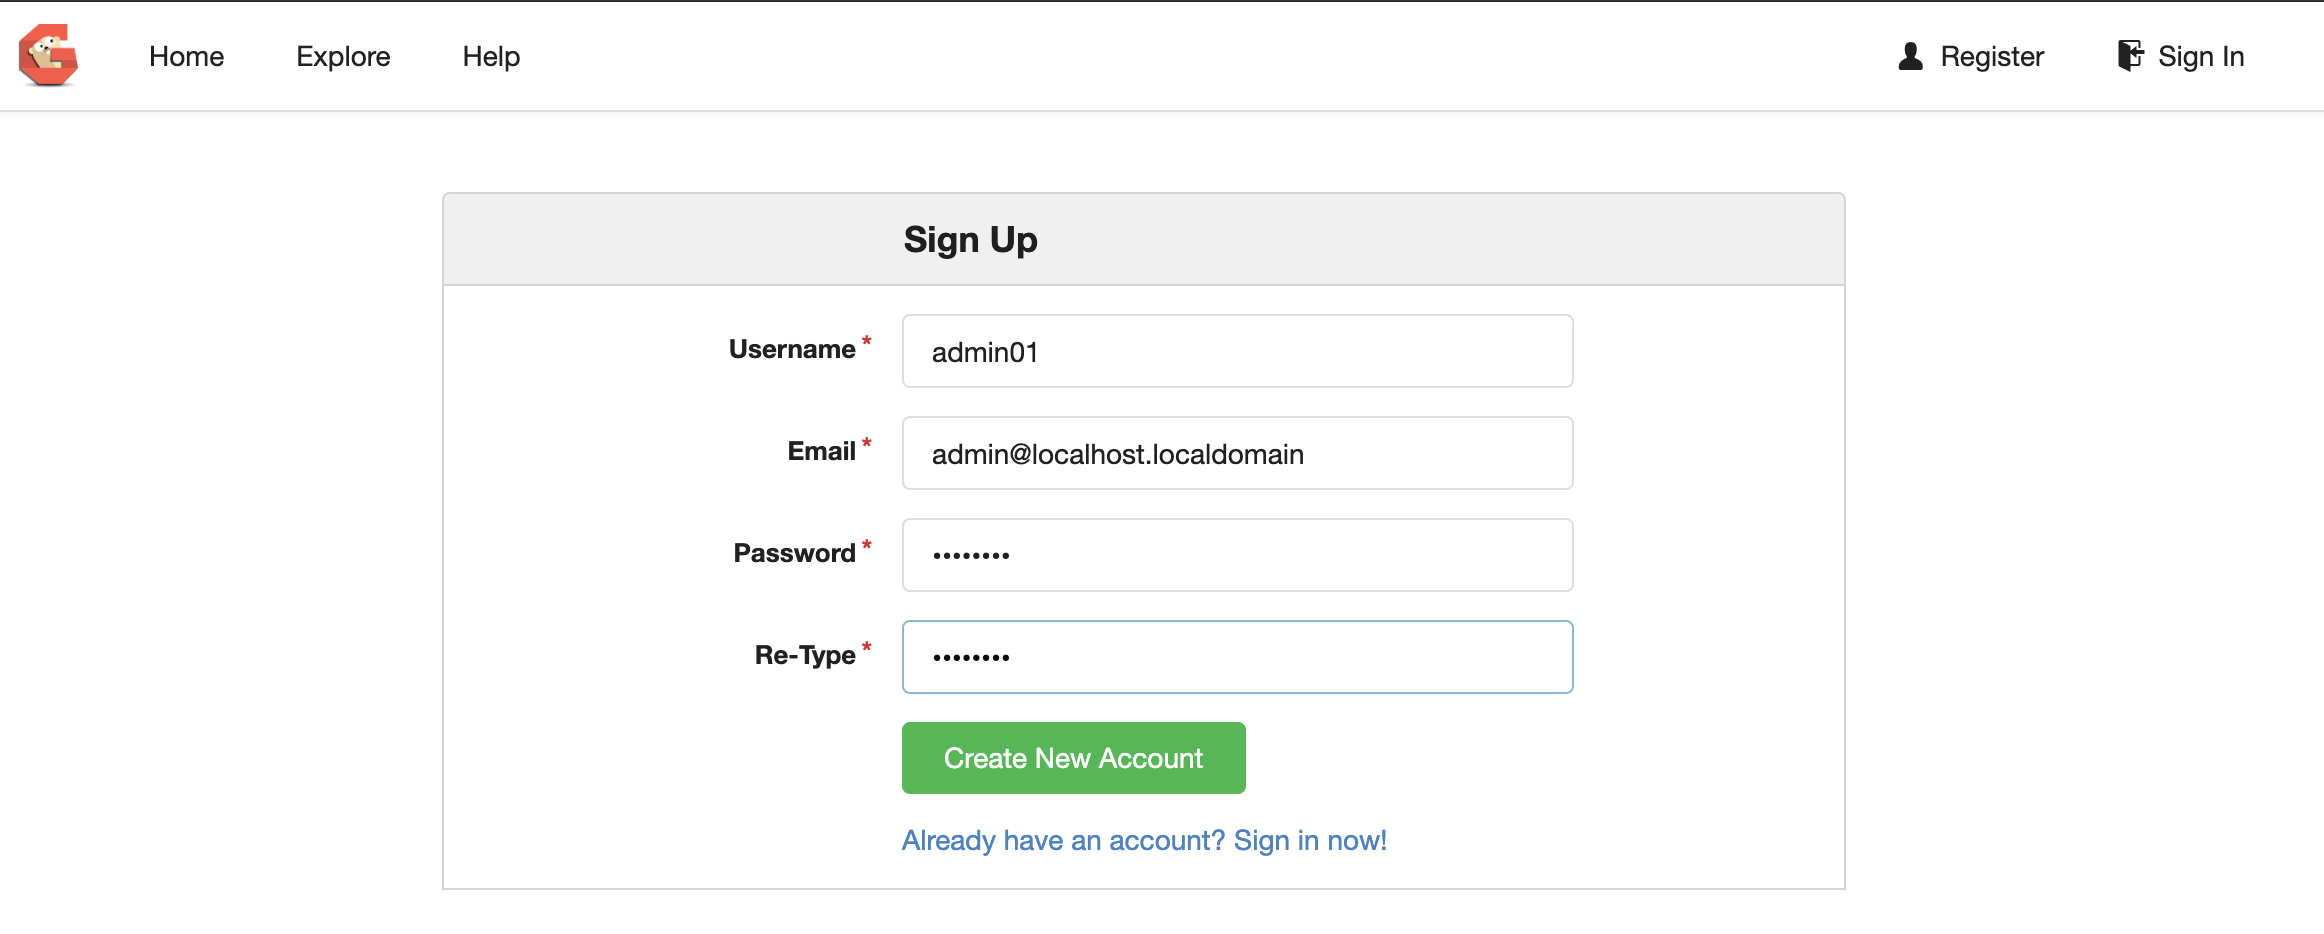 Home Explore Help Register Sign In
Sign Up
Username * admin01
Email * admin@localhost.localdomain
Password * ••••••••
Re-Type * ••••••••
Create New Account
Already have an account? Sign in now!